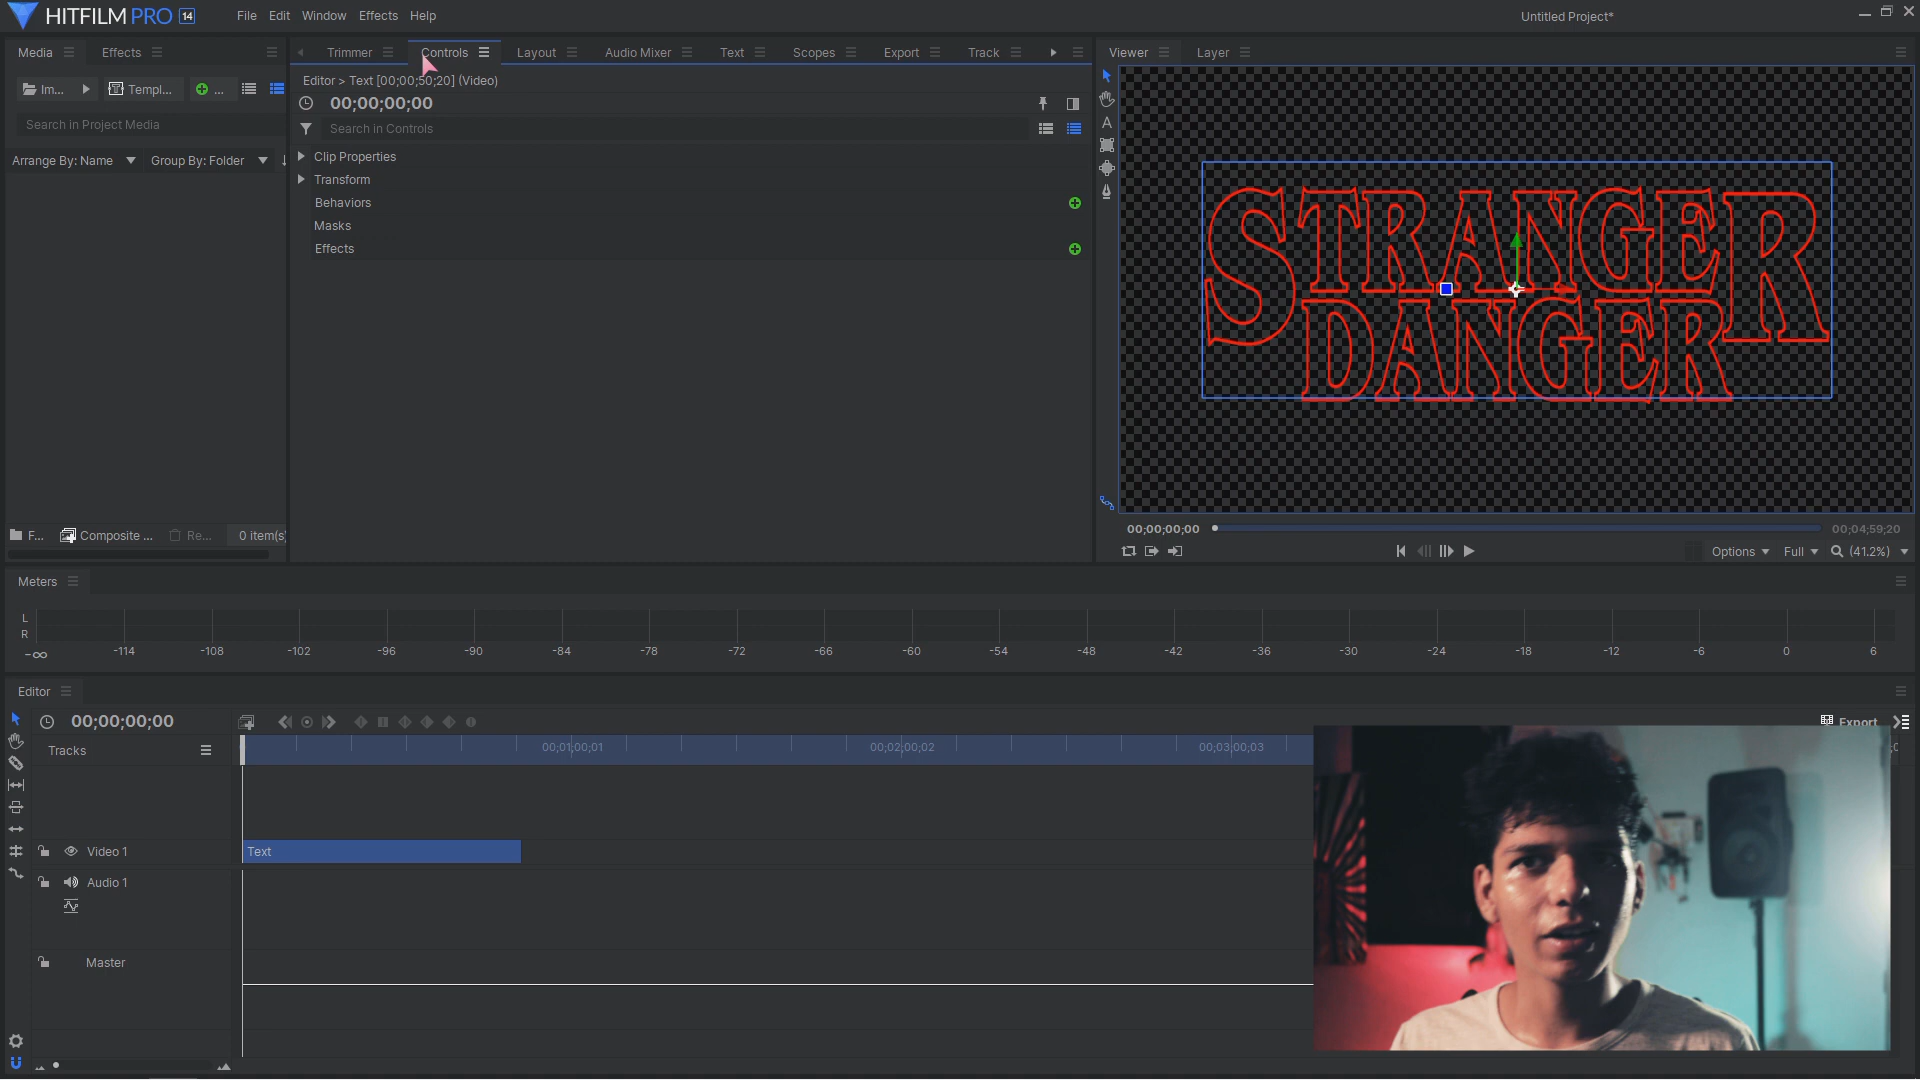 HITFILM PRO 14
File Edit Window Effects Help
Untitled Project*
Media Effects
Trimmer Controls Layout Audio Mixer Text Scopes Export Track
Viewer Layer
Im... Templ... ...
Search in Project Media
Arrange By: Name Group By: Folder
Editor > Text [00;00;50;20] (Video)
00;00;00;00
Search in Controls
Clip Properties
Transform
Behaviors
Masks
Effects
A
STRANGER
DANGER
F... Composite ... Re... 0 item(s)
00;00;00;00 00;04;59;20
Options Full (41.2%)
Meters
L
R
-∞ -114 -108 -102 -96 -90 -84 -78 -72 -66 -60 -54 -48 -42 -36 -30 -24 -18 -12 -6 0 6
Editor
00;00;00;00
Export
Tracks
00;01;00;01 00;02;00;02 00;03;00;03
Video 1
Text
Audio 1
Master